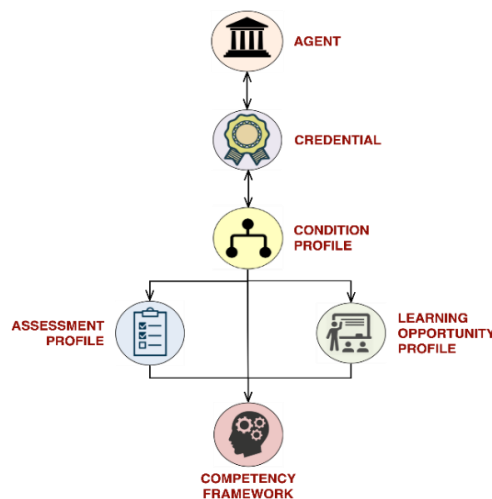 AGENT
CREDENTIAL
CONDITION
PROFILE
ASSESSMENT
PROFILE
LEARNING
OPPORTUNITY
PROFILE
COMPETENCY
FRAMEWORK